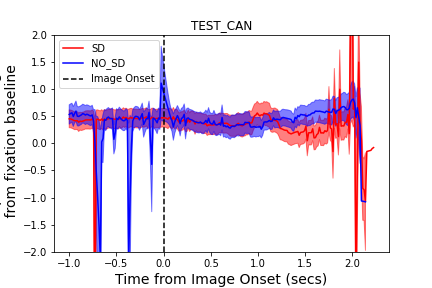 TEST_CAN
SD
NO_SD
Image Onset
from fixation baseline
2.0
1.5
1.0
0.5
0.0
−0.5
−1.0
−1.5
−2.0
−1.0 −0.5 0.0 0.5 1.0 1.5 2.0
Time from Image Onset (secs)